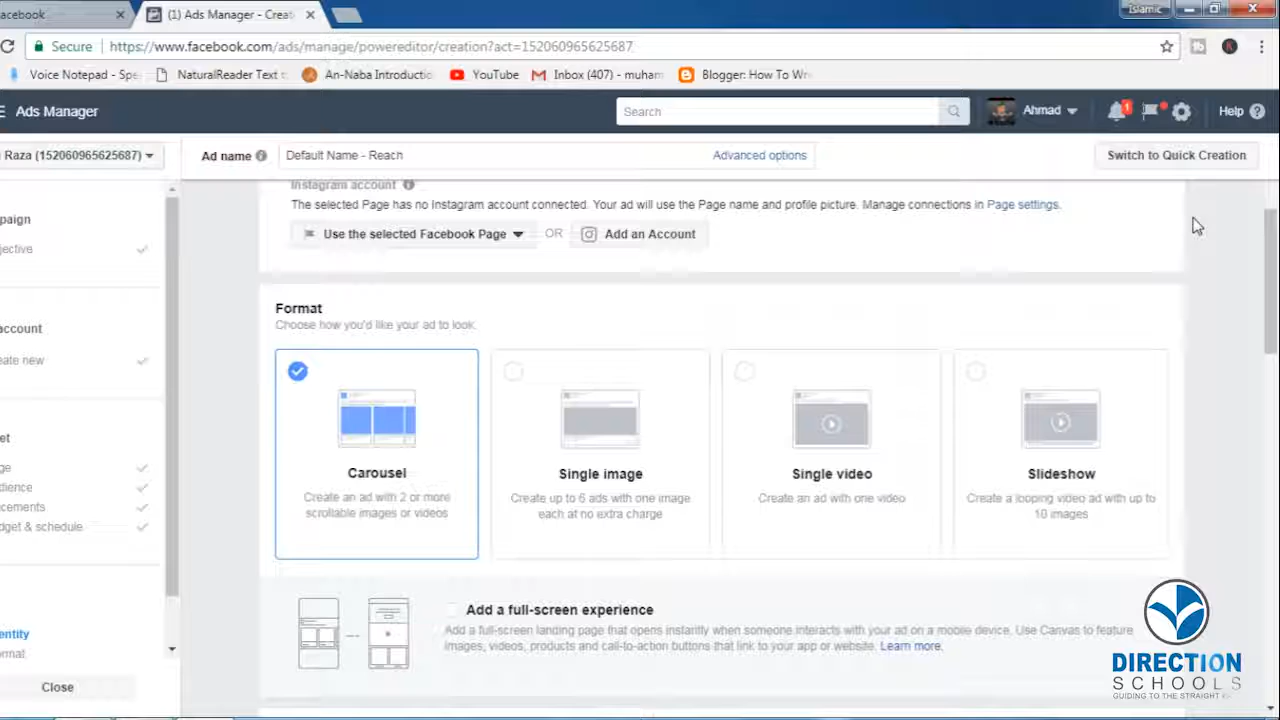 acebook
(1) Ads Manager - Creat
Islamic
Secure https://www.facebook.com/ads/manage/powereditor/creation?act=152060965625687
Voice Notepad - Spe
NaturalReader Text t
An-Naba Introductic
YouTube
Inbox (407) - muham
Blogger: How To Wr
Ads Manager
Search
Ahmad
1
Help
Raza (152060965625687)
Ad name
Default Name - Reach
Advanced options
Switch to Quick Creation
paign
jective
ccount
eate new
et
ge
dience
cements
dget & schedule
entity
ormat
Close
Instagram account
The selected Page has no Instagram account connected. Your ad will use the Page name and profile picture. Manage connections in Page settings.
Use the selected Facebook Page OR Add an Account
Format
Choose how you'd like your ad to look.
Carousel
Create an ad with 2 or more
scrollable images or videos
Single image
Create up to 6 ads with one image
each at no extra charge
Single video
Create an ad with one video
Slideshow
Create a looping video ad with up to
10 images
Add a full-screen experience
Add a full-screen landing page that opens instantly when someone interacts with your ad on a mobile device. Use Canvas to feature
images, videos, products and call-to-action buttons that link to your app or website. Learn more.
DIRECTION
SCHOOLS
GUIDING TO THE STRAIGHT